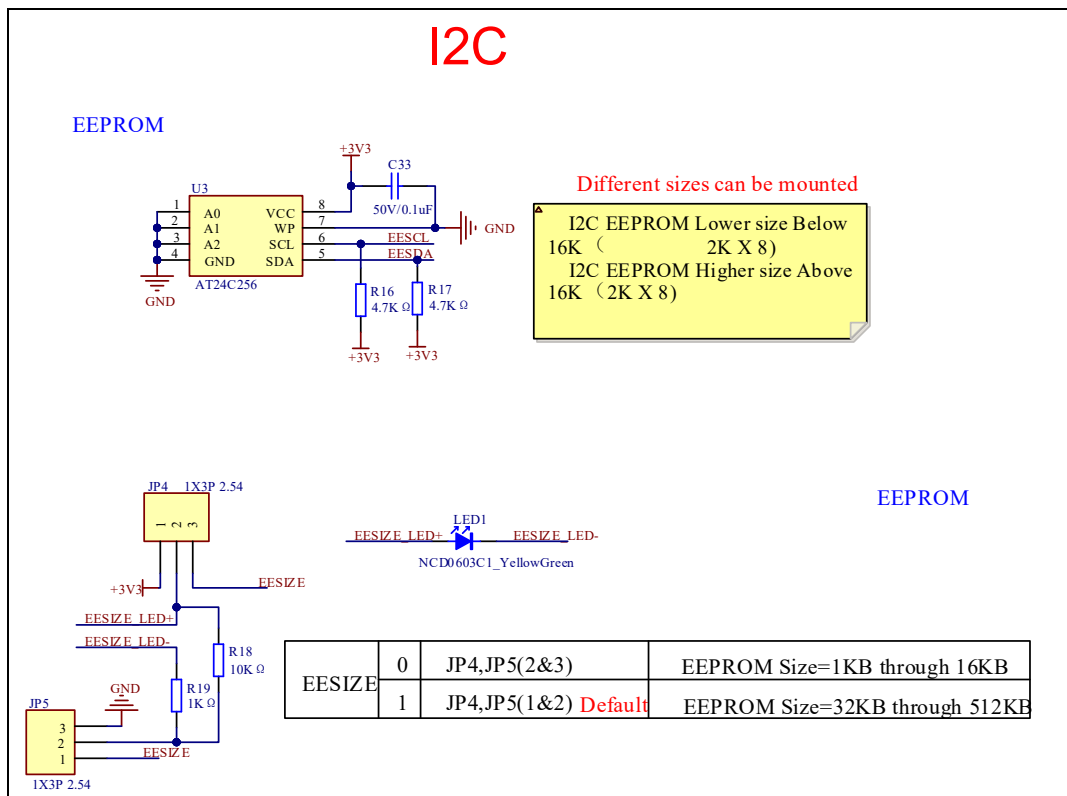 I2C
EEPROM
+3V3
C33
50V/0.1uF
U3
1 A0 VCC 8
2 A1 WP 7
3 A2 SCL 6
4 GND SDA 5
AT24C256
GND
GND
EESCL
EESDA
R16
4.7K Ω
R17
4.7K Ω
+3V3
+3V3
Different sizes can be mounted
I2C EEPROM Lower size Below
16K （ 2K X 8)
I2C EEPROM Higher size Above
16K （2K X 8)
JP4 1X3P 2.54
1 2 3
+3V3
EESIZE
EESIZE_LED+
EESIZE_LED-
R18
10K Ω
R19
1K Ω
GND
JP5
3
2
1
EESIZE
1X3P 2.54
LED1
EESIZE_LED+ EESIZE_LED-
NCD0603C1_YellowGreen
EEPROM
EESIZE
0 JP4,JP5(2&3) EEPROM Size=1KB through 16KB
1 JP4,JP5(1&2) Default EEPROM Size=32KB through 512KB